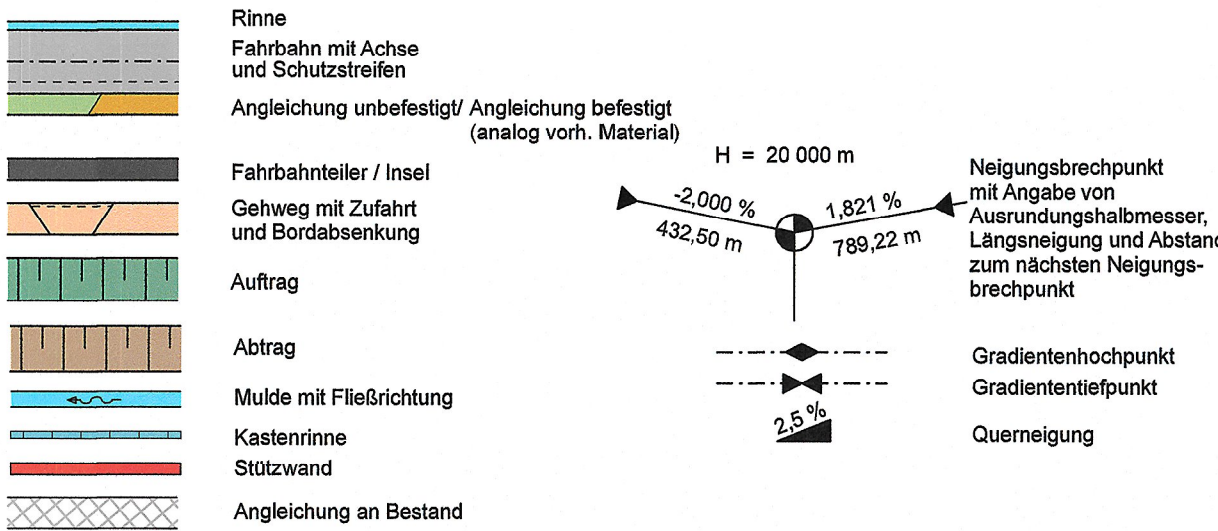 Rinne
Fahrbahn mit Achse
und Schutzstreifen
Angleichung unbefestigt/ Angleichung befestigt
(analog vorh. Material)
Fahrbahnteiler / Insel
Gehweg mit Zufahrt
und Bordabsenkung
Auftrag
Abtrag
Mulde mit Fließrichtung
Kastenrinne
Stützwand
Angleichung an Bestand
H = 20 000 m
-2,000 %
432,50 m
1,821 %
789,22 m
Neigungsbrechpunkt
mit Angabe von
Ausrundungshalbmesser,
Längsneigung und Abstand
zum nächsten Neigungs-
brechpunkt
Gradientenhochpunkt
Gradiententiefpunkt
2,5 %
Querneigung